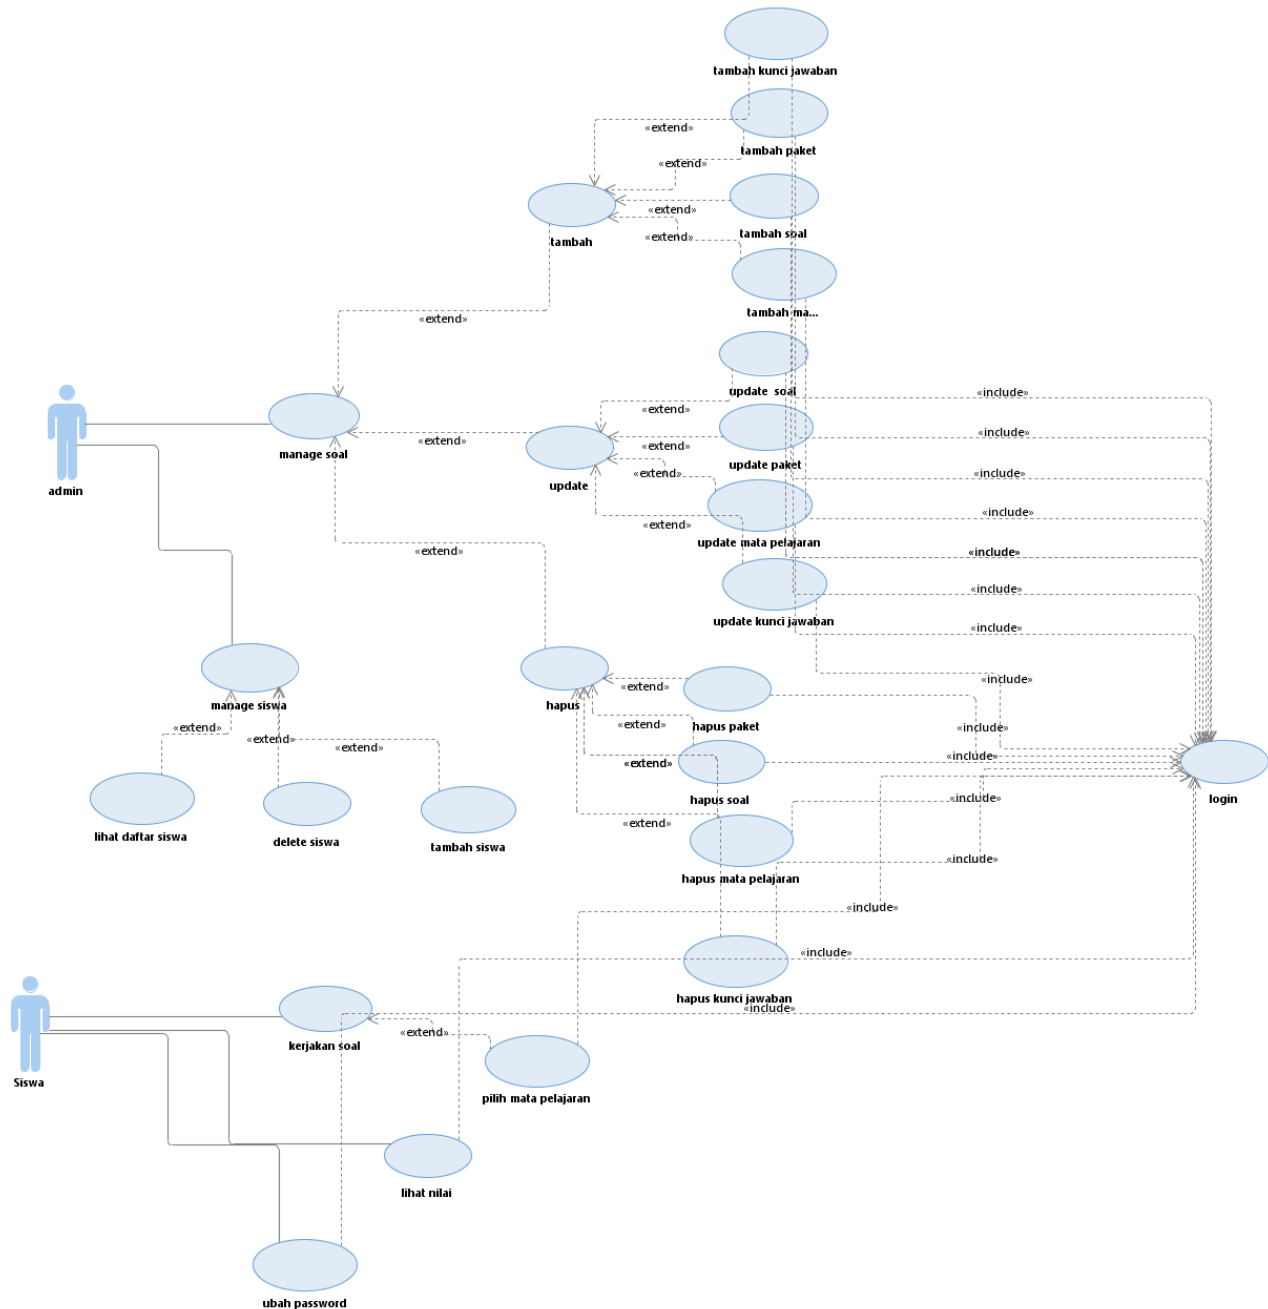 tambah kunci jawaban
«extend»
tambah paket
«extend»
«extend»
tambah soal
«extend»
tambah
tambah ma...
«extend»
update  soal
«include»
«extend»
«include»
«extend»
«extend»
manage soal
update paket
«extend»
«include»
update
admin
«include»
«extend»
update mata pelajaran
«extend»
«include»
«include»
update kunci jawaban
«include»
«include»
«extend»
manage siswa
hapus
hapus paket
«extend»
«extend»
«include»
«extend»
«extend»
«include»
«extend»
hapus soal
«include»
login
«extend»
lihat daftar siswa
delete siswa
tambah siswa
«include»
hapus mata pelajaran
«include»
«include»
hapus kunci jawaban
«include»
«extend»
kerjakan soal
Siswa
pilih mata pelajaran
lihat nilai
ubah password